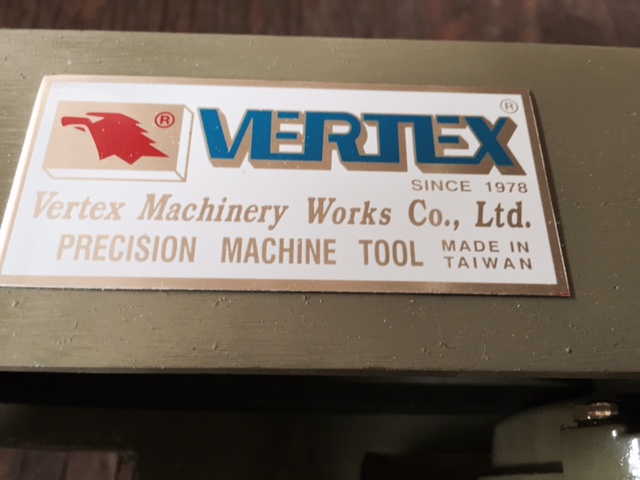 ® VERTEX ®
SINCE 1978
Vertex Machinery Works Co., Ltd.
PRECISION MACHINE TOOL MADE IN TAIWAN